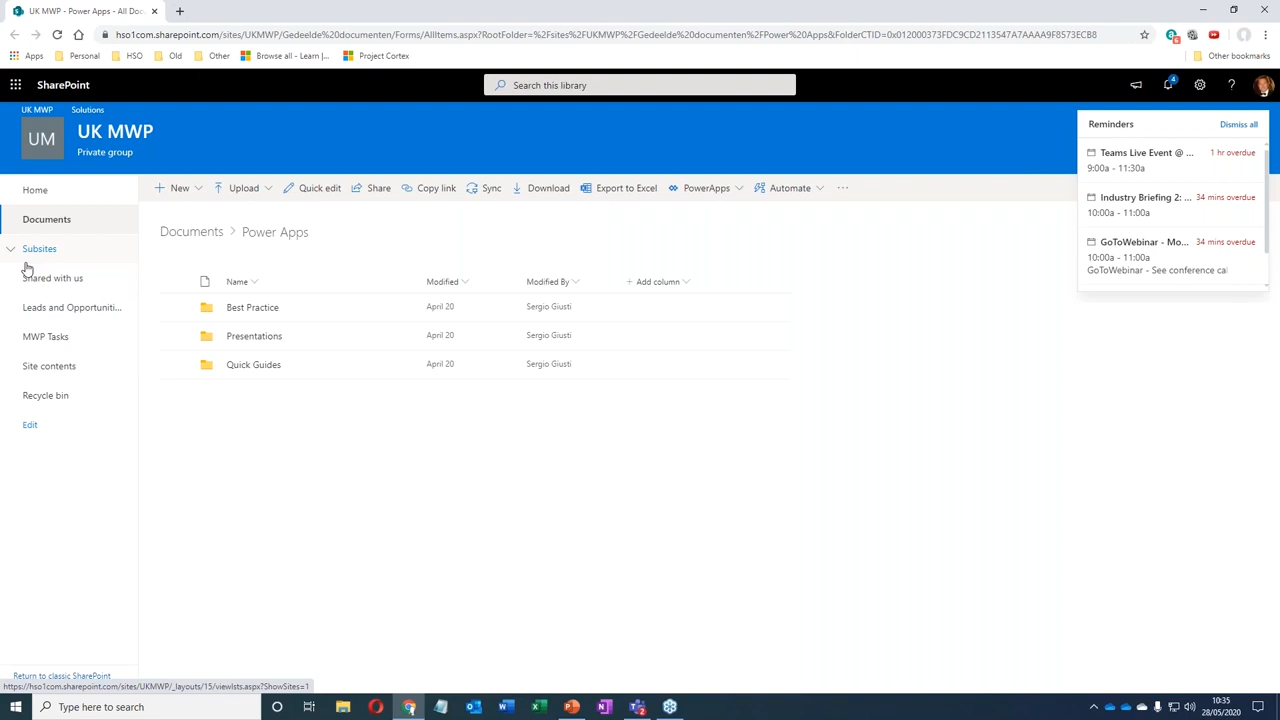 UK MWP - Power Apps - All Doc
hso1com.sharepoint.com/sites/UKMWP/Gedeelde%20documenten/Forms/AllItems.aspx?RootFolder=%2Fsites%2FUKMWP%2FGedeelde%20documenten%2FPower%20Apps&FolderCTID=0x012000373FDC9CD2113547A7AAAA9F8573ECB8
Apps Personal HSO Old Other Browse all - Learn |... Project Cortex Other bookmarks
SharePoint
Search this library
4
UK MWP Solutions
UM
UK MWP
Private group
Reminders Dismiss all
Teams Live Event @ ... 1 hr overdue
9:00a - 11:30a
Industry Briefing 2: ... 34 mins overdue
10:00a - 11:00a
GoToWebinar - Mo... 34 mins overdue
10:00a - 11:00a
GoToWebinar - See conference cal
New Upload Quick edit Share Copy link Sync Download Export to Excel PowerApps Automate ...
Home
Documents
Subsites
Shared with us
Leads and Opportuniti...
MWP Tasks
Site contents
Recycle bin
Edit
Documents > Power Apps
Name Modified Modified By + Add column
Best Practice April 20 Sergio Giusti
Presentations April 20 Sergio Giusti
Quick Guides April 20 Sergio Giusti
Return to classic SharePoint
https://hso1com.sharepoint.com/sites/UKMWP/_layouts/15/viewlsts.aspx?ShowSites=1
Type here to search
10:35
28/05/2020